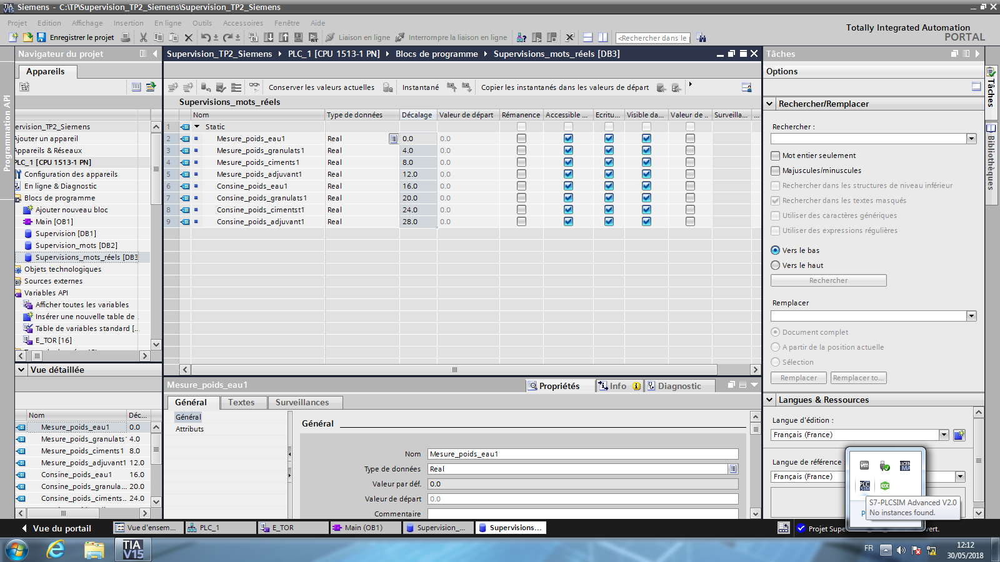 Siemens - C:\TP\Supervision_TP2_Siemens\Supervision_TP2_Siemens
Projet Edition Affichage Insertion En ligne Outils Accessoires Fenêtre Aide
Enregistrer le projet Liaison en ligne Interrompre la liaison en ligne <Rechercher dans le p
Totally Integrated Automation
PORTAL
Navigateur du projet
Supervision_TP2_Siemens PLC_1 [CPU 1513-1 PN] Blocs de programme Supervisions_mots_réels [DB3]
Tâches
Appareils
Options
Conserver les valeurs actuelles Instantané Copier les instantanés dans les valeurs de départ
Programmation API
Tâches
Bibliothèques
Supervisions_mots_réels
Nom Type de données Décalage Valeur de départ Rémanence Accessible ... Ecritu... Visible da... Valeur de .. Surveilla... ...
1 Static
2 Mesure_poids_eau1 Real 0.0 0.0
3 Mesure_poids_granulats1 Real 4.0 0.0
4 Mesure_poids_ciments1 Real 8.0 0.0
5 Mesure_poids_adjuvant1 Real 12.0 0.0
6 Consine_poids_eau1 Real 16.0 0.0
7 Consine_poids_granulats1 Real 20.0 0.0
8 Consine_poids_cimentst1 Real 24.0 0.0
9 Consine_poids_adjuvant1 Real 28.0 0.0
ervision_TP2_Siemens
Ajouter un appareil
Appareils & Réseaux
PLC_1 [CPU 1513-1 PN]
Configuration des appareils
En ligne & Diagnostic
Blocs de programme
Ajouter nouveau bloc
Main [OB1]
Supervision [DB1]
Supervision_mots [DB2]
Supervisions_mots_réels [DB3
Objets technologiques
Sources externes
Variables API
Afficher toutes les variables
Insérer une nouvelle table de
Table de variables standard [..
E_TOR [16]
Rechercher/Remplacer
Rechercher :
Mot entier seulement
Majuscules/minuscules
Rechercher dans les structures de niveau inférieur
Rechercher dans les textes masqués
Utiliser des caractères génériques
Utiliser des expressions régulières
Vers le bas
Vers le haut
Rechercher
Remplacer
Document complet
A partir de la position actuelle
Sélection
Remplacer Remplacer to...
Langues & Ressources
Langue d'édition :
Français (France)
Langue de référence
Français (France)
Vue détaillée
Nom Déc...
Mesure_poids_eau1 0.0
Mesure_poids_granulats1 4.0
Mesure_poids_ciments1 8.0
Mesure_poids_adjuvant1 12.0
Consine_poids_eau1 16.0
Consine_poids_granula... 20.0
Consine_poids_ciments.. 24.0
Mesure_poids_eau1
Propriétés Info Diagnostic
Général Textes Surveillances
Général
Attributs
Général
Nom Mesure_poids_eau1
Type de données Real
Valeur par déf. 0.0
Valeur de départ 0.0
Commentaire
vm
PLC SIM
ex
S7-PLCSIM Advanced V2.0
No instances found.
P
Vue du portail Vue d'ensem... PLC_1 E_TOR Main (OB1) Supervision_... Supervisions...
Projet Supe vert.
TIA V15
FR
12:12
30/05/2018